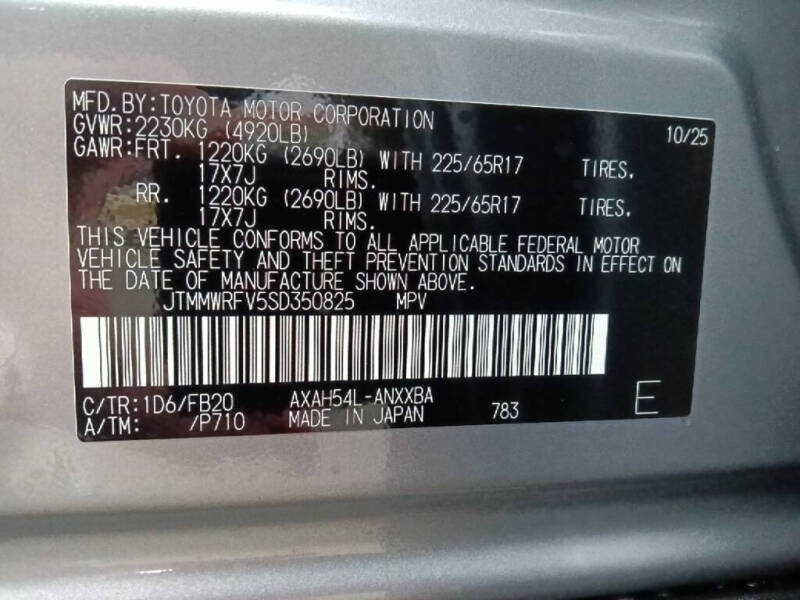 MFD.BY:TOYOTA MOTOR CORPORATION 10/25
GVWR:2230KG (4920LB)
GAWR:FRT. 1220KG (2690LB) WITH 225/65R17 TIRES.
17X7J RIMS.
RR. 1220KG (2690LB) WITH 225/65R17 TIRES.
17X7J RIMS.
THIS VEHICLE CONFORMS TO ALL APPLICABLE FEDERAL MOTOR
VEHICLE SAFETY AND THEFT PREVENTION STANDARDS IN EFFECT ON
THE DATE OF MANUFACTURE SHOWN ABOVE.
JTMMWRFV5SD350825 MPV
C/TR:1D6/FB20 AXAH54L-ANXXBA
A/TM: /P710 MADE IN JAPAN 783 E